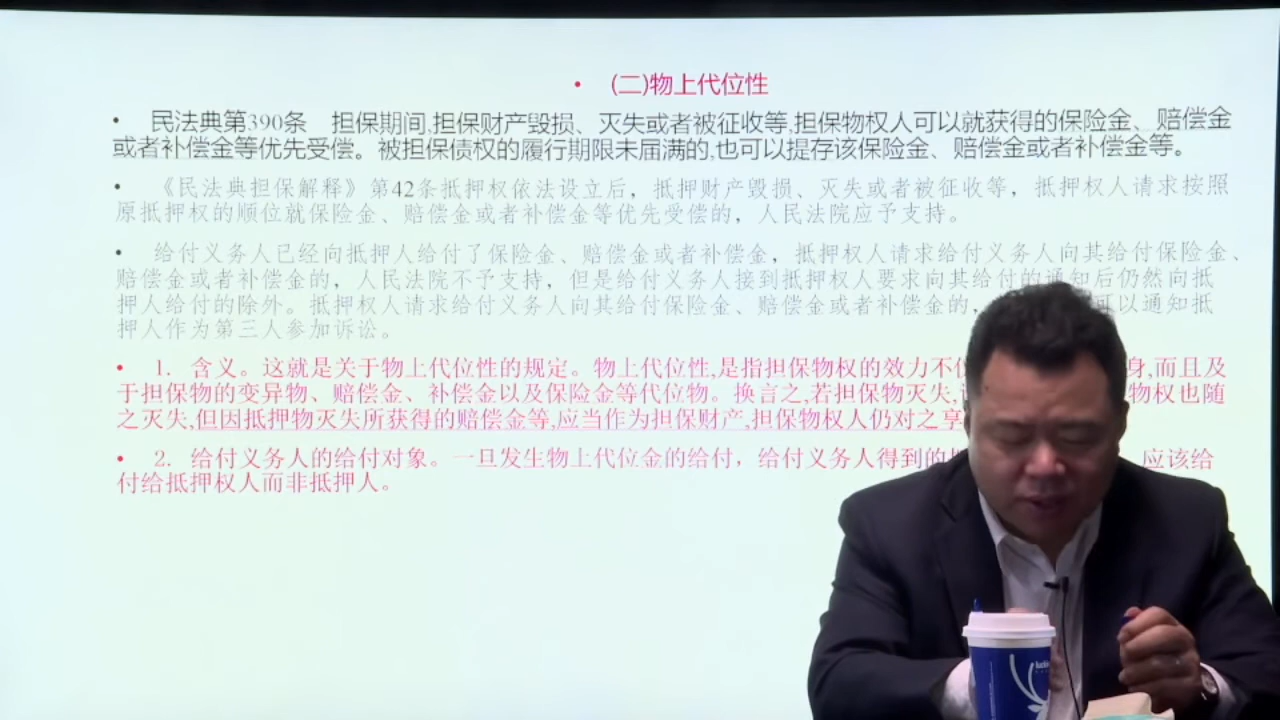 • (二)物上代位性
• 民法典第390条 担保期间,担保财产毁损、灭失或者被征收等,担保物权人可以就获得的保险金、赔偿金
或者补偿金等优先受偿。被担保债权的履行期限未届满的,也可以提存该保险金、赔偿金或者补偿金等。
• 《民法典担保解释》第42条抵押权依法设立后，抵押财产毁损、灭失或者被征收等，抵押权人请求按照
原抵押权的顺位就保险金、赔偿金或者补偿金等优先受偿的，人民法院应予支持。
• 给付义务人已经向抵押人给付了保险金、赔偿金或者补偿金，抵押权人请求给付义务人向其给付保险金、
赔偿金或者补偿金的，人民法院不予支持，但是给付义务人接到抵押权人要求向其给付的通知后仍然向抵
押人给付的除外。抵押权人请求给付义务人向其给付保险金、赔偿金或者补偿金的， 可以通知抵
押人作为第三人参加诉讼。
• 1. 含义。这就是关于物上代位性的规定。物上代位性,是指担保物权的效力不 身,而且及
于担保物的变异物、赔偿金、补偿金以及保险金等代位物。换言之,若担保物灭失, 物权也随
之灭失,但因抵押物灭失所获得的赔偿金等,应当作为担保财产,担保物权人仍对之享
• 2. 给付义务人的给付对象。一旦发生物上代位金的给付，给付义务人得到的 应该给
付给抵押权人而非抵押人。
luckin